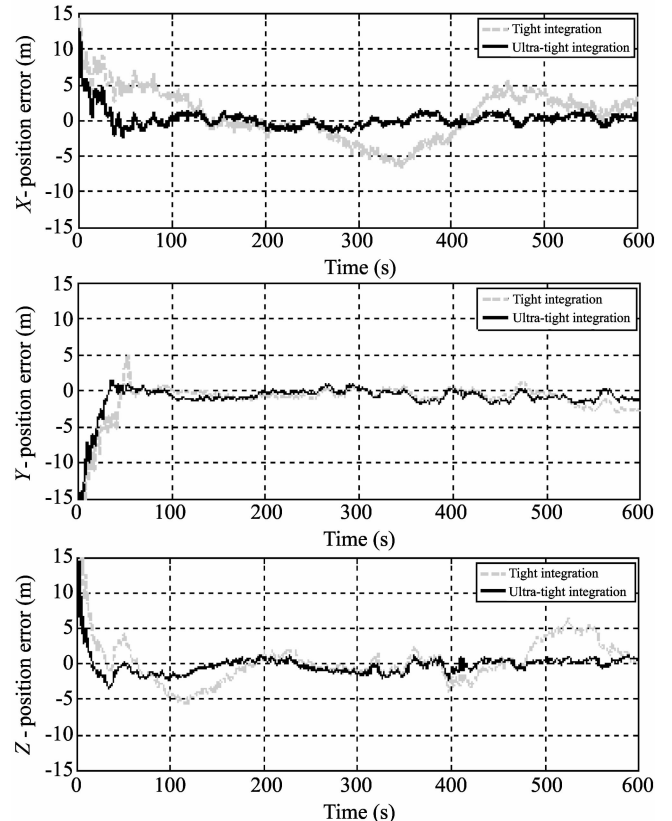 15
10
5
0
-5
-10
-15
X- position error (m)
Tight integration
Ultra-tight integration
0 100 200 300 400 500 600
Time (s)
15
10
5
0
-5
-10
-15
Y- position error (m)
Tight integration
Ultra-tight integration
0 100 200 300 400 500 600
Time (s)
15
10
5
0
-5
-10
-15
Z - position error (m)
Tight integration
Ultra-tight integration
0 100 200 300 400 500 600
Time (s)